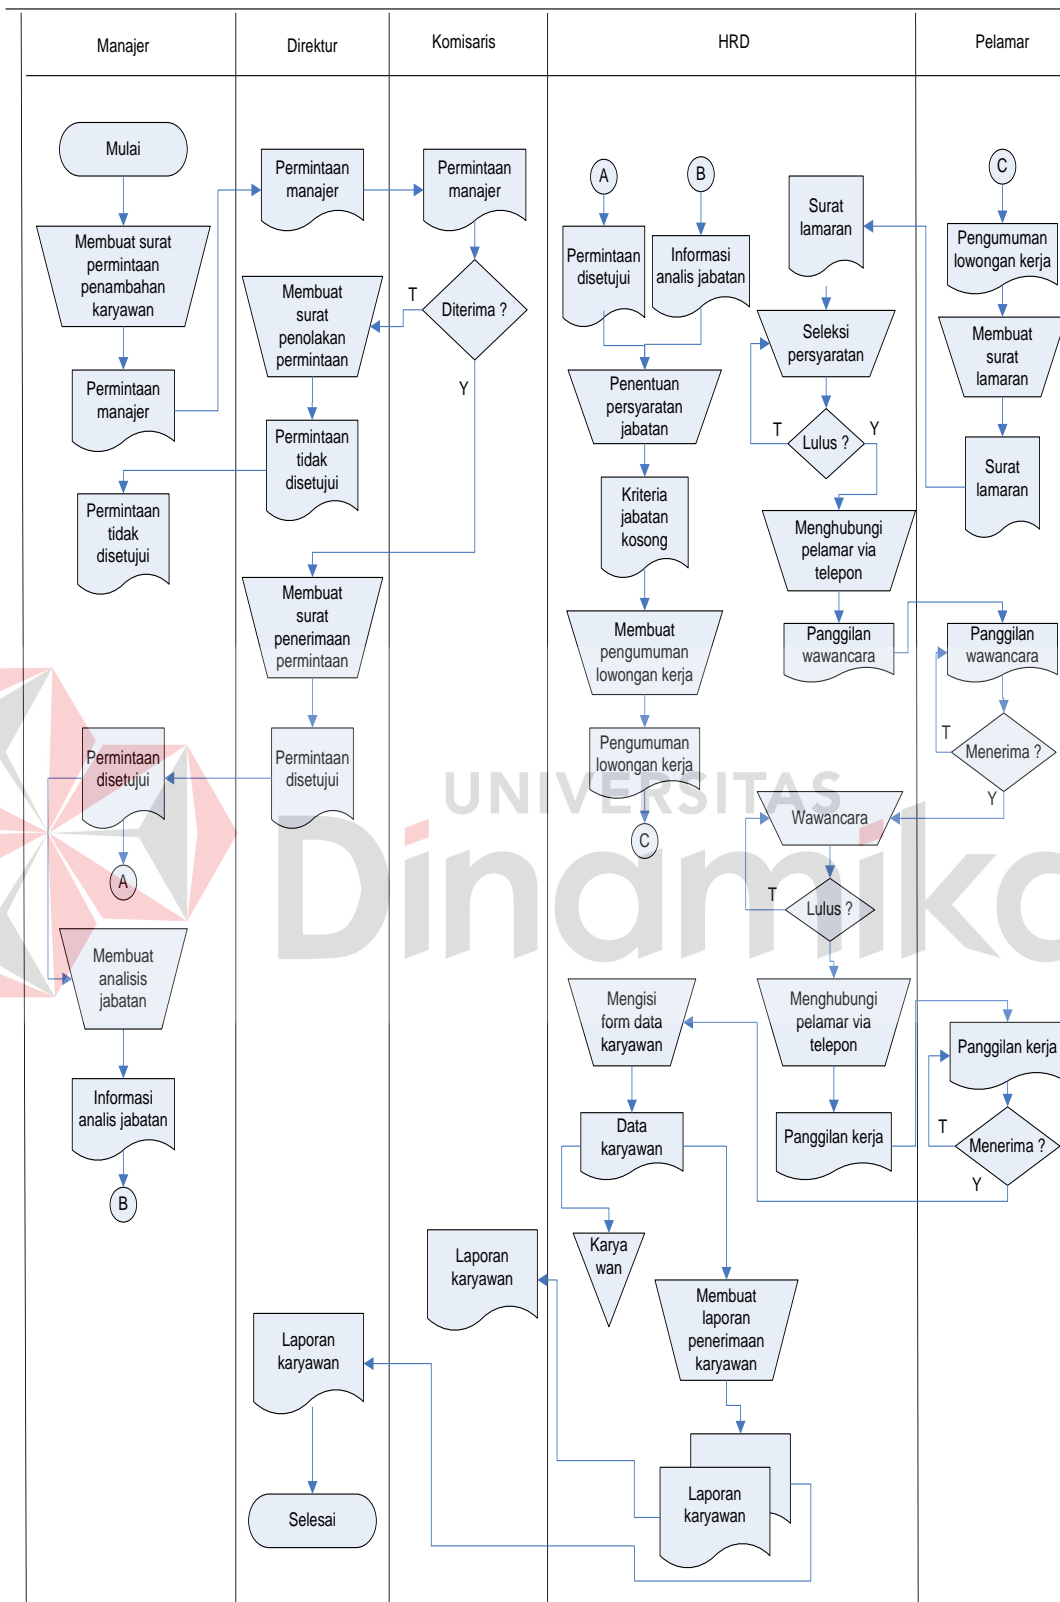 Manajer
Direktur
Komisaris
HRD
Pelamar
Mulai
Membuat surat
permintaan
penambahan
karyawan
Permintaan
manajer
Permintaan
tidak
disetujui
Permintaan
disetujui
A
Membuat
analisis
jabatan
Informasi
analis jabatan
B
Permintaan
manajer
Membuat
surat
penolakan
permintaan
Permintaan
tidak
disetujui
Membuat
surat
penerimaan
permintaan
Permintaan
disetujui
Laporan
karyawan
Selesai
Permintaan
manajer
Diterima ?
T
Y
Laporan
karyawan
A
B
Permintaan
disetujui
Informasi
analis jabatan
Penentuan
persyaratan
jabatan
Kriteria
jabatan
kosong
Membuat
pengumuman
lowongan kerja
Pengumuman
lowongan kerja
C
Surat
lamaran
Seleksi
persyaratan
Lulus ?
T
Y
Menghubungi
pelamar via
telepon
Panggilan
wawancara
Wawancara
Lulus ?
T
Menghubungi
pelamar via
telepon
Panggilan kerja
Mengisi
form data
karyawan
Data
karyawan
Karya
wan
Membuat
laporan
penerimaan
karyawan
Laporan
karyawan
C
Pengumuman
lowongan kerja
Membuat
surat
lamaran
Surat
lamaran
Panggilan
wawancara
Menerima ?
T
Y
Panggilan kerja
Menerima ?
T
Y
UNIVERSITAS
Dinamika